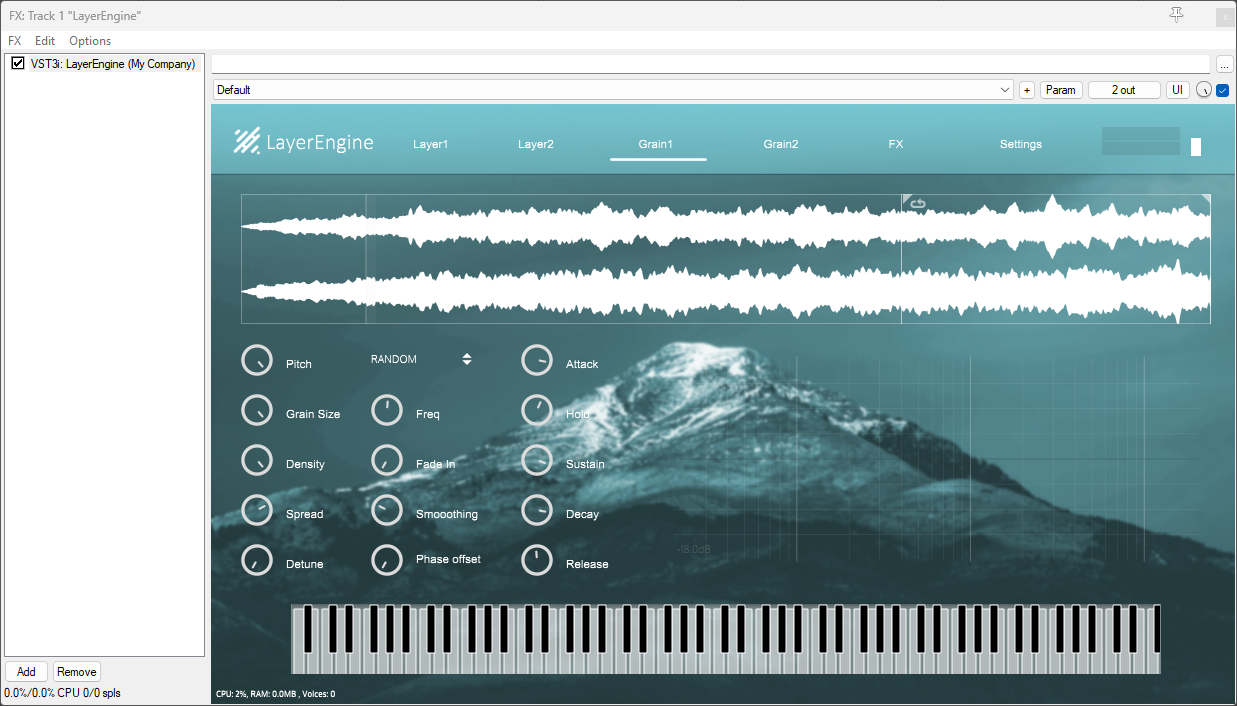 FX: Track 1 "LayerEngine"
FX Edit Options
VST3i: LayerEngine (My Company)
...
Default
+ Param 2 out UI
LayerEngine Layer1 Layer2 Grain1 Grain2 FX Settings
Pitch RANDOM Attack
Grain Size Freq Hold
Density Fade In Sustain
Spread Smooothing Decay
Detune Phase offset Release
-18.0dB
Add Remove
0.0%/0.0% CPU 0/0 spls
CPU: 2%, RAM: 0.0MB , Voices: 0